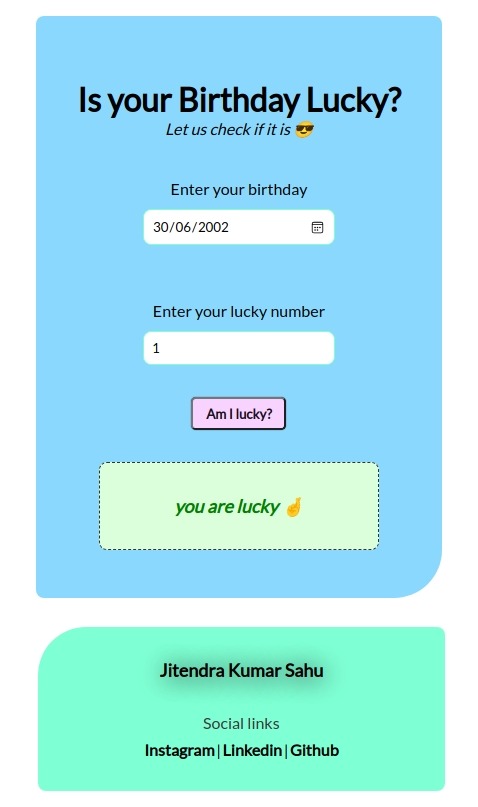 Is your Birthday Lucky?
Let us check if it is 😎
Enter your birthday
30/06/2002
Enter your lucky number
1
Am I lucky?
you are lucky 🤞
Jitendra Kumar Sahu
Social links
Instagram | Linkedin | Github